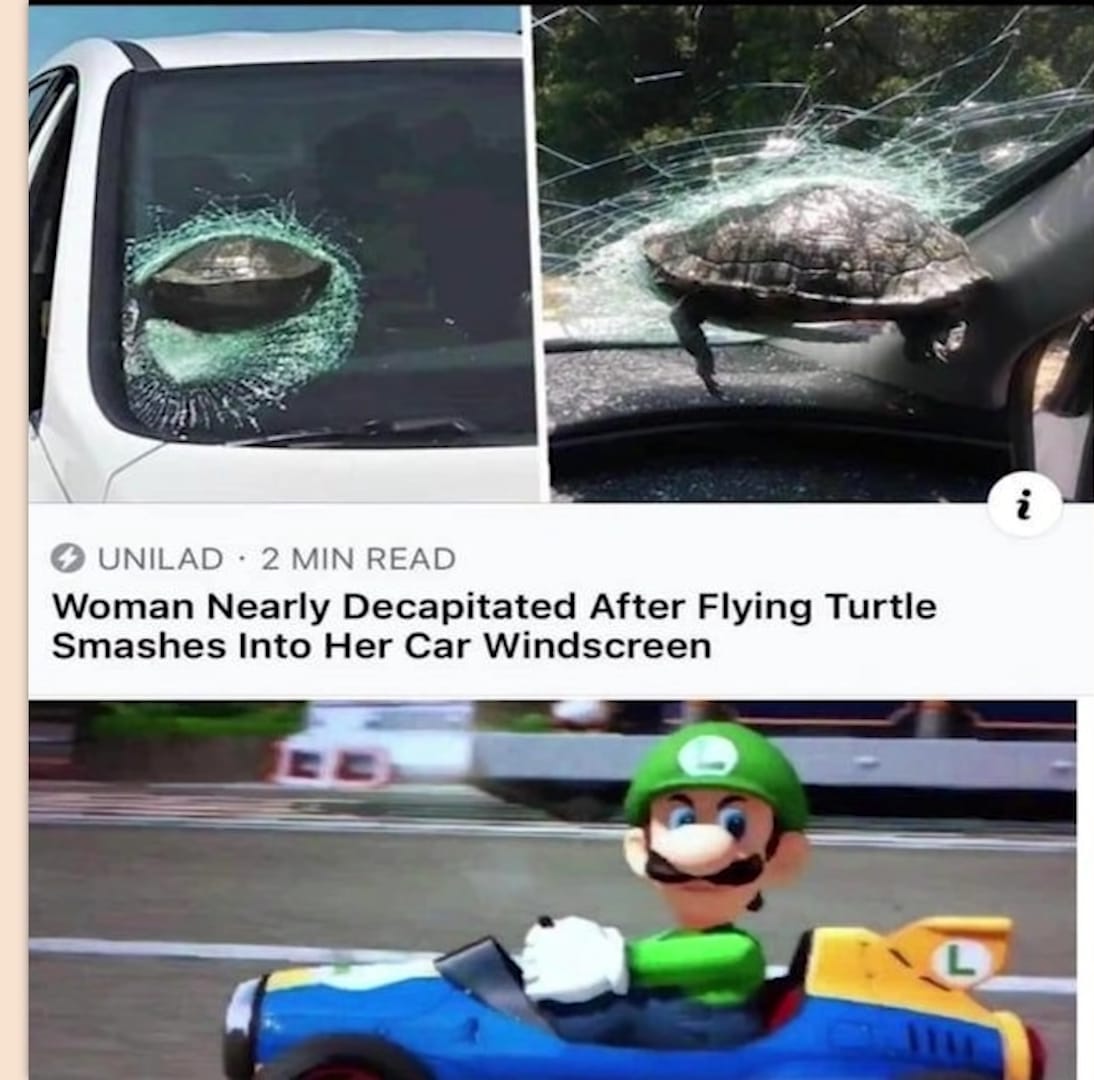 i
UNILAD · 2 MIN READ
Woman Nearly Decapitated After Flying Turtle
Smashes Into Her Car Windscreen
L
L